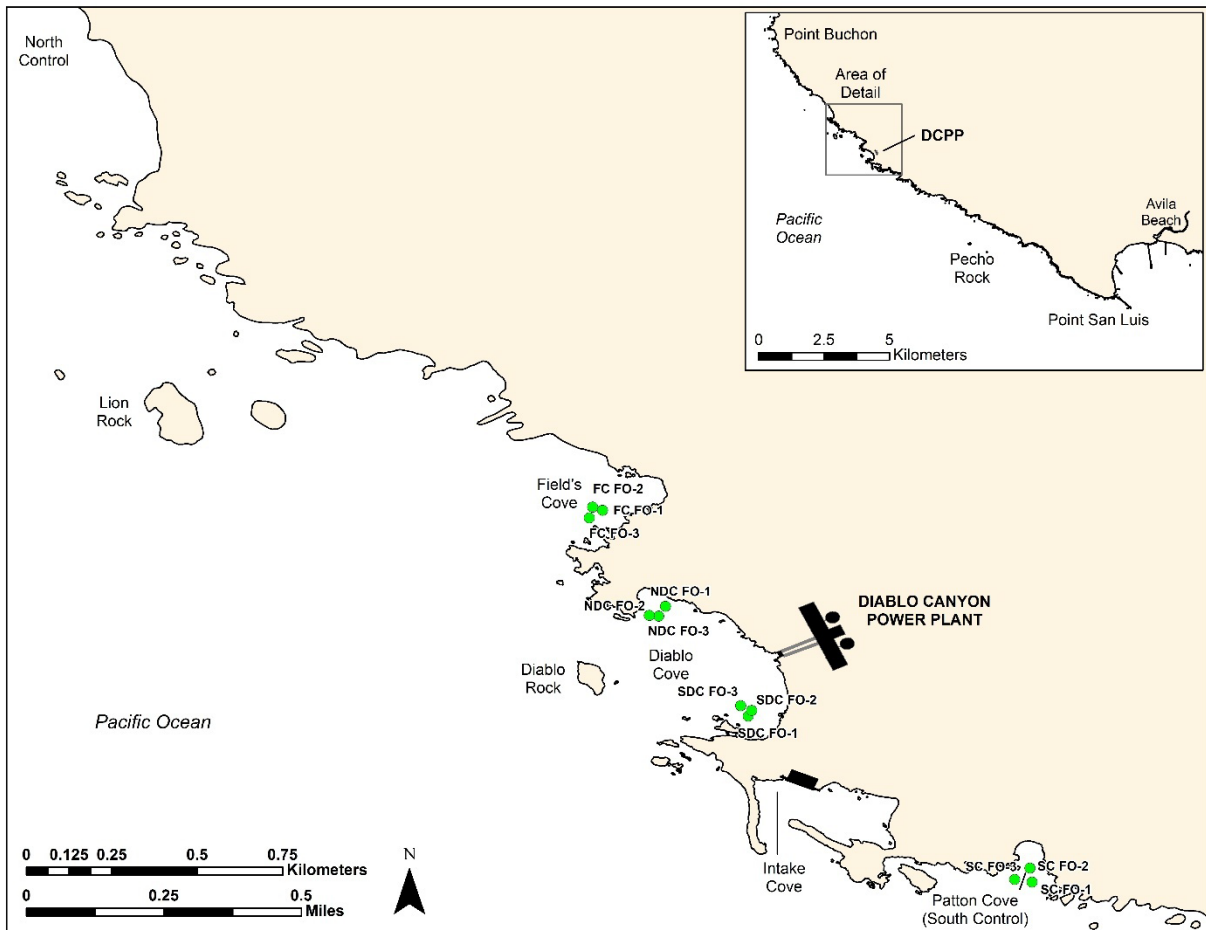 North
Control
Point Buchon
Area of
Detail
DCPP
Pacific
Ocean
Avila
Beach
Pecho
Rock
Point San Luis
0 2.5 5
Kilometers
Lion
Rock
Field's
Cove
FC FO-2
FC FO-1
FC FO-3
NDC FO-1
NDC FO-2
NDC FO-3
DIABLO CANYON
POWER PLANT
Diablo
Cove
Diablo
Rock
SDC FO-3
SDC FO-2
SDC FO-1
Pacific Ocean
Intake
Cove
SC FO-3
SC FO-2
SC FO-1
Patton Cove
(South Control)
0 0.125 0.25 0.5 0.75
Kilometers
0 0.25 0.5
Miles
N